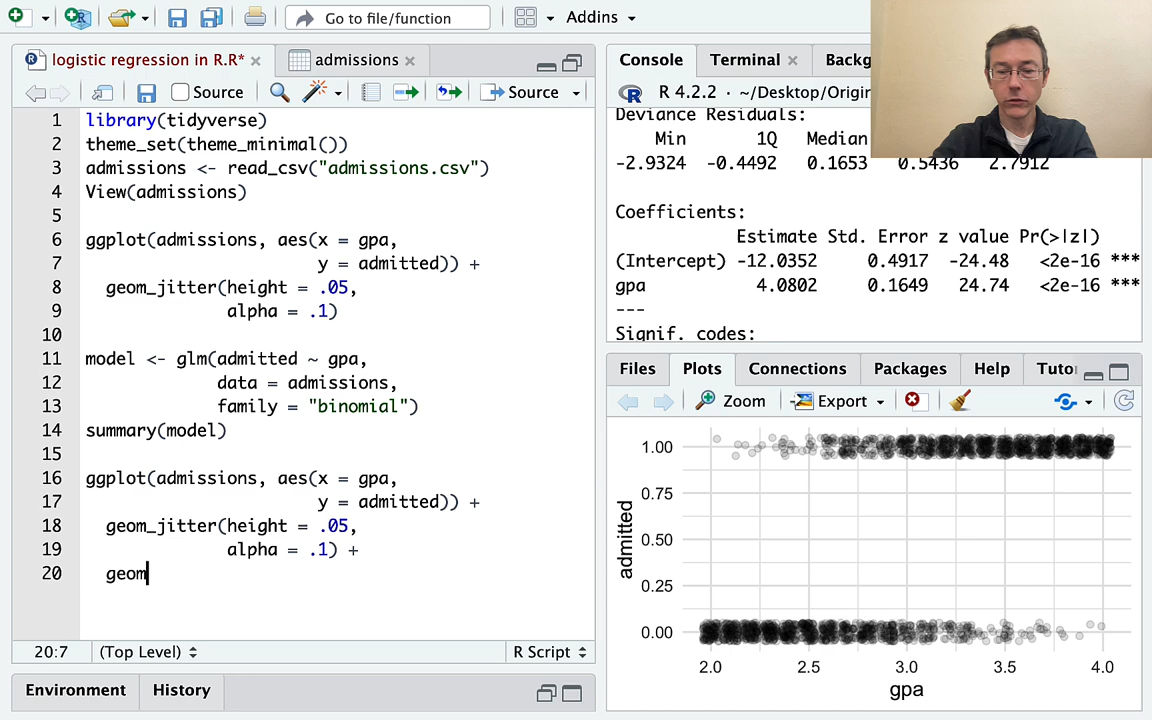 Go to file/function
Addins
logistic regression in R.R*
admissions
Source
Source
1 library(tidyverse)
2 theme_set(theme_minimal())
3 admissions <- read_csv("admissions.csv")
4 View(admissions)
5
6 ggplot(admissions, aes(x = gpa,
7 y = admitted)) +
8 geom_jitter(height = .05,
9 alpha = .1)
10
11 model <- glm(admitted ~ gpa,
12 data = admissions,
13 family = "binomial")
14 summary(model)
15
16 ggplot(admissions, aes(x = gpa,
17 y = admitted)) +
18 geom_jitter(height = .05,
19 alpha = .1) +
20 geom
20:7 (Top Level) R Script
Environment History
Console Terminal Backg
R 4.2.2 · ~/Desktop/Origin
Deviance Residuals:
Min 1Q Median
-2.9324 -0.4492 0.1653 0.5436 2.7912
Coefficients:
Estimate Std. Error z value Pr(>|z|)
(Intercept) -12.0352 0.4917 -24.48 <2e-16 ***
gpa 4.0802 0.1649 24.74 <2e-16 ***
---
Signif. codes:
Files Plots Connections Packages Help Tuto
Zoom Export
1.00
0.75
0.50
0.25
0.00
admitted
2.0 2.5 3.0 3.5 4.0
gpa